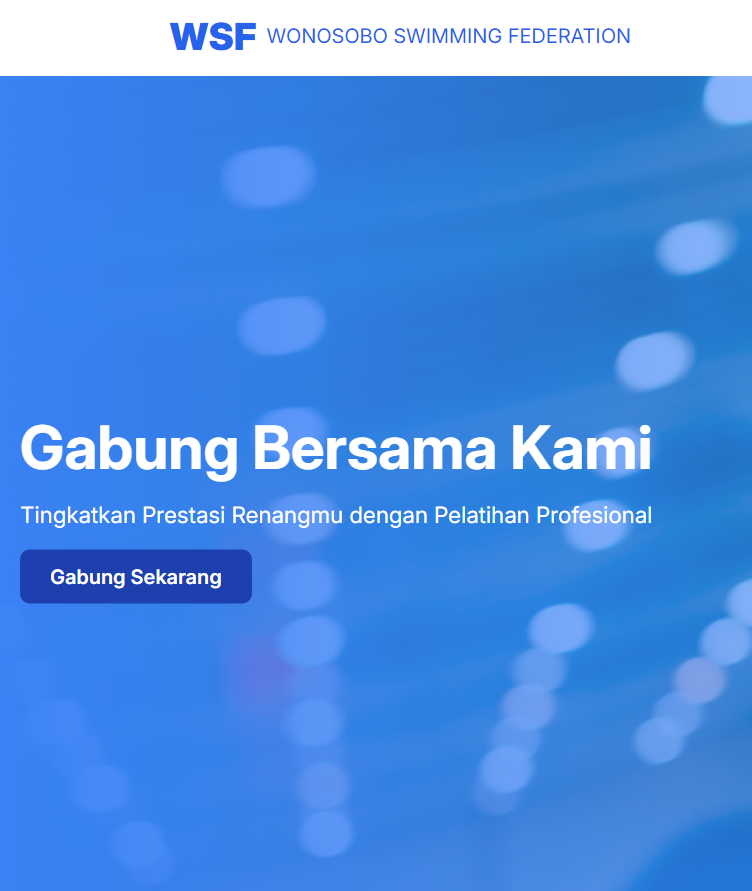 WSF WONOSOBO SWIMMING FEDERATION
Gabung Bersama Kami
Tingkatkan Prestasi Renangmu dengan Pelatihan Profesional
Gabung Sekarang